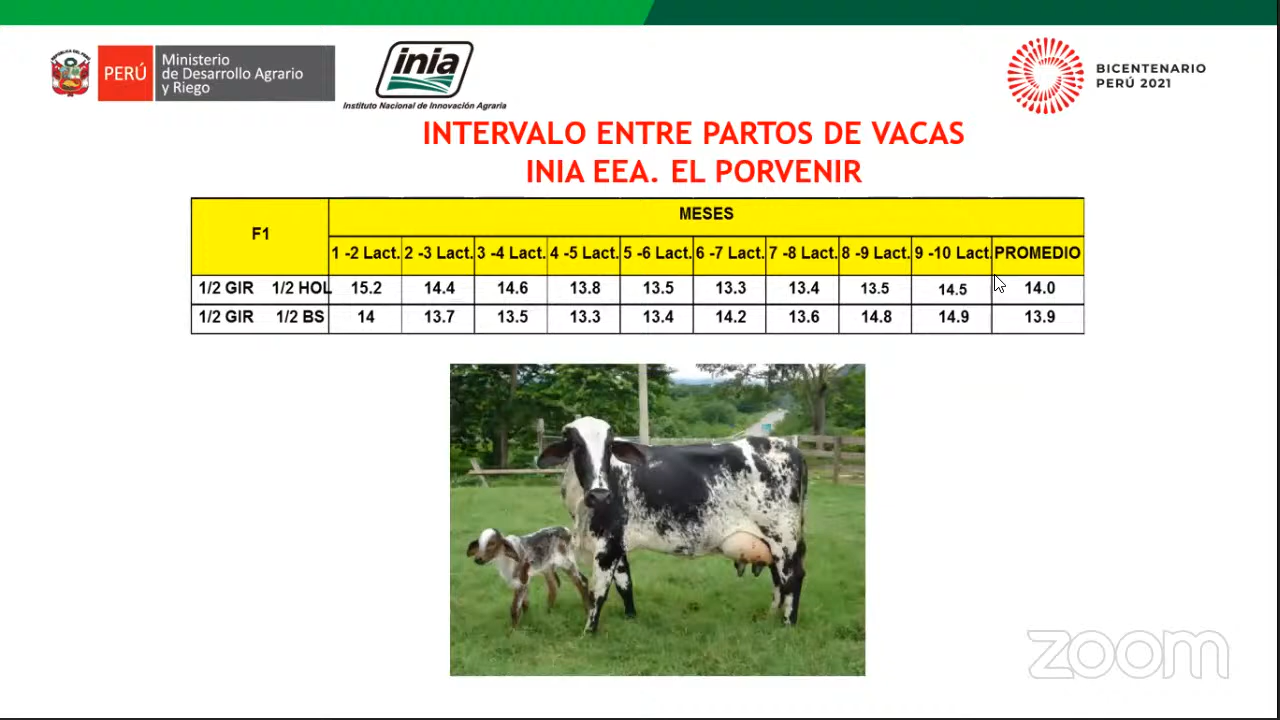 PERÚ
Ministerio
de Desarrollo Agrario
y Riego
inia
Instituto Nacional de Innovación Agraria
BICENTENARIO
PERÚ 2021
INTERVALO ENTRE PARTOS DE VACAS
INIA EEA. EL PORVENIR
F1 MESES
1 -2 Lact. 2 -3 Lact. 3 -4 Lact. 4 -5 Lact. 5 -6 Lact. 6 -7 Lact. 7 -8 Lact. 8 -9 Lact. 9 -10 Lact. PROMEDIO
1/2 GIR 1/2 HOL 15.2 14.4 14.6 13.8 13.5 13.3 13.4 13.5 14.5 14.0
1/2 GIR 1/2 BS 14 13.7 13.5 13.3 13.4 14.2 13.6 14.8 14.9 13.9
zoom